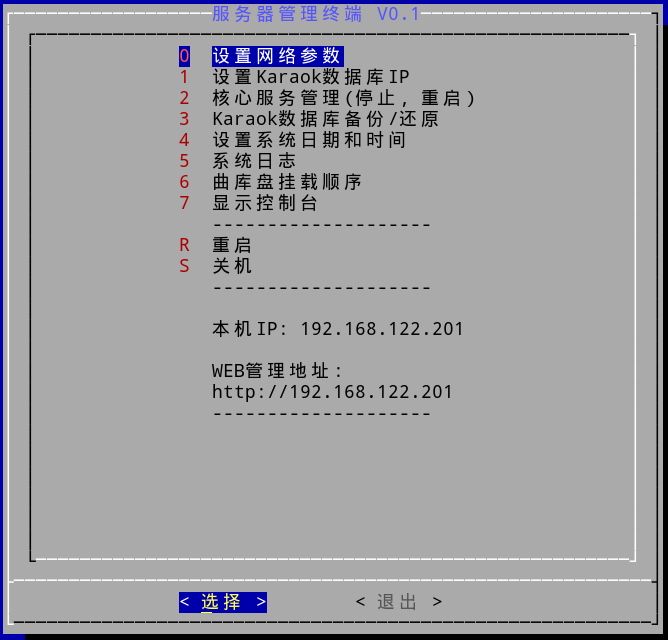 服务器管理终端 V0.1
0 设置网络参数
1 设置Karaok数据库IP
2 核心服务管理(停止, 重启)
3 Karaok数据库备份/还原
4 设置系统日期和时间
5 系统日志
6 曲库盘挂载顺序
7 显示控制台
--------------------
R 重启
S 关机
--------------------
本机IP: 192.168.122.201
WEB管理地址:
http://192.168.122.201
--------------------
< 选择 > < 退出 >